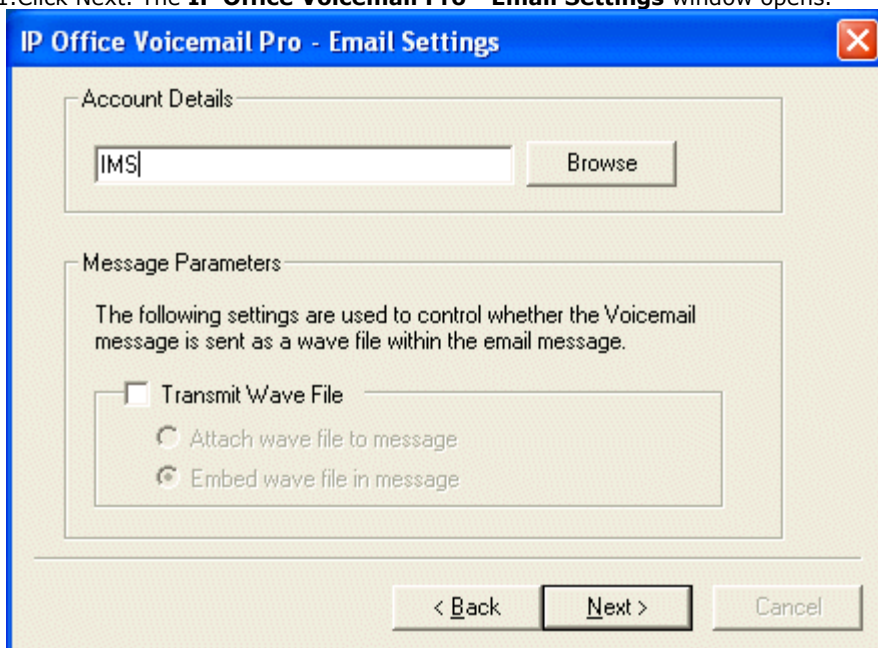 1.Click Next. The IP Office Voicemail Pro - Email Settings window opens.
IP Office Voicemail Pro - Email Settings
Account Details
IMS
Browse
Message Parameters
The following settings are used to control whether the Voicemail
message is sent as a wave file within the email message.
Transmit Wave File
Attach wave file to message
Embed wave file in message
< Back
Next >
Cancel